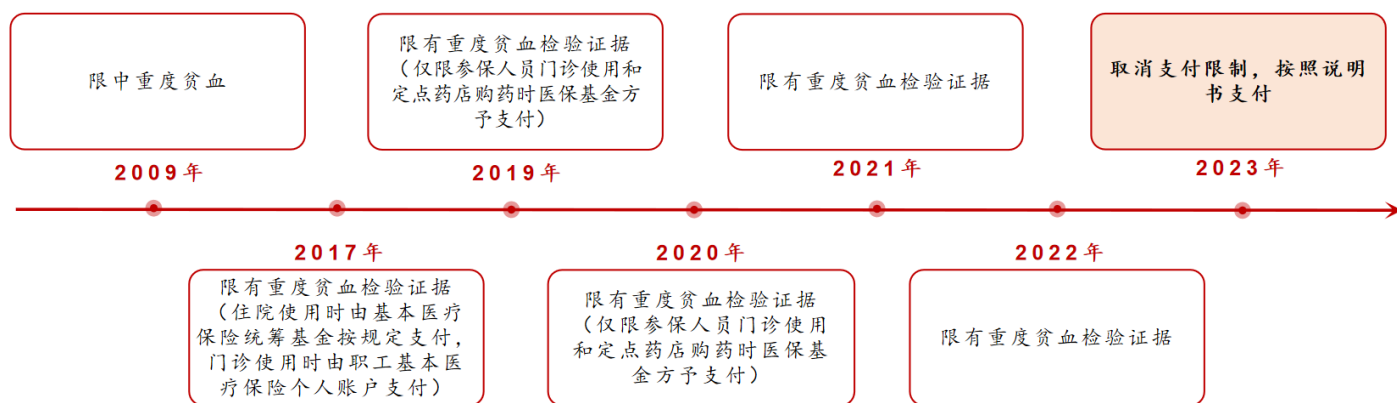 限中重度贫血
2009年
限有重度贫血检验证据
（住院使用时由基本医疗
保险统筹基金按规定支付，
门诊使用时由职工基本医
疗保险个人账户支付）
2017年
限有重度贫血检验证据
（仅限参保人员门诊使用和
定点药店购药时医保基金方
予支付）
2019年
限有重度贫血检验证据
（仅限参保人员门诊使用
和定点药店购药时医保基
金方予支付）
2020年
限有重度贫血检验证据
2021年
限有重度贫血检验证据
2022年
取消支付限制，按照说明
书支付
2023年